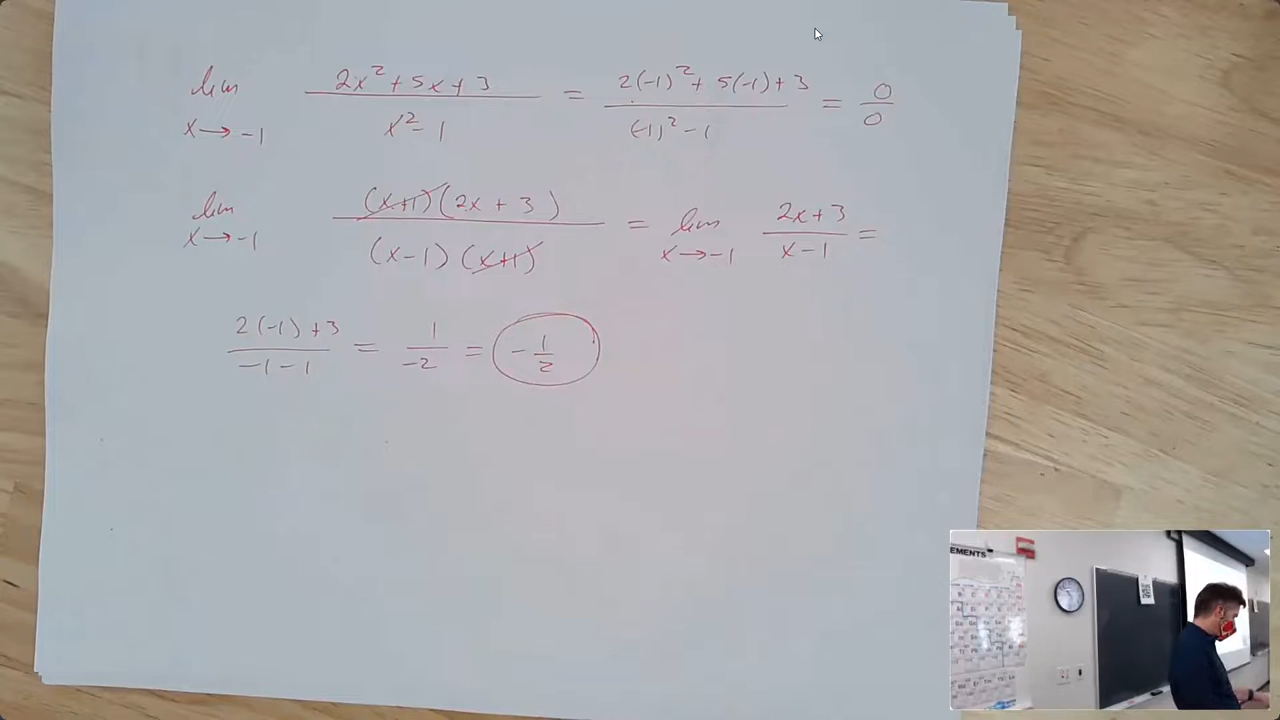 lim x→-1 (2x²+5x+3)/(x²-1) = (2(-1)²+5(-1)+3)/((-1)²-1) = 0/0
lim x→-1 ((x+1)(2x+3))/((x-1)(x+1)) = lim x→-1 (2x+3)/(x-1) =
(2(-1)+3)/(-1-1) = 1/-2 = -1/2
EMENTS